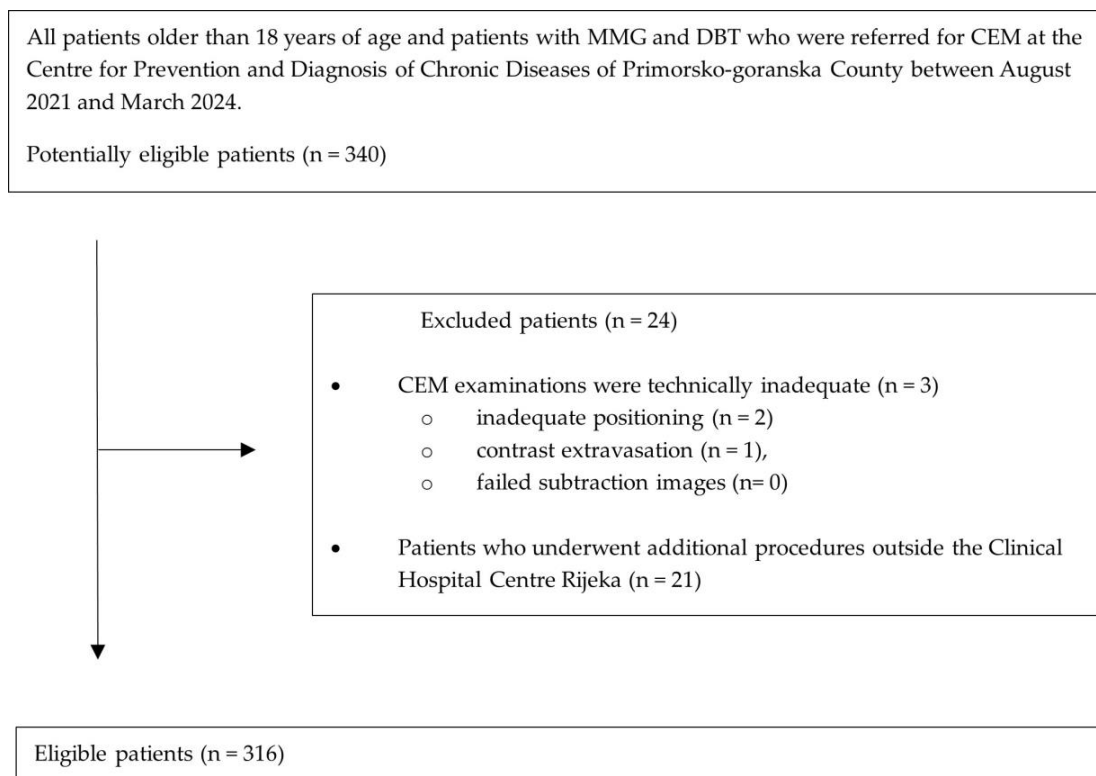 All patients older than 18 years of age and patients with MMG and DBT who were referred for CEM at the
Centre for Prevention and Diagnosis of Chronic Diseases of Primorsko-goranska County between August
2021 and March 2024.
Potentially eligible patients (n = 340)
Excluded patients (n = 24)
• CEM examinations were technically inadequate (n = 3)
o inadequate positioning (n = 2)
o contrast extravasation (n = 1),
o failed subtraction images (n= 0)
• Patients who underwent additional procedures outside the Clinical
Hospital Centre Rijeka (n = 21)
Eligible patients (n = 316)